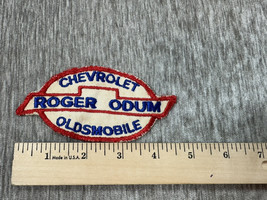 CHEVROLET
ROGER ODUM
OLDSMOBILE
1 MADE IN U.S.A. 2 3 4 5 6 7